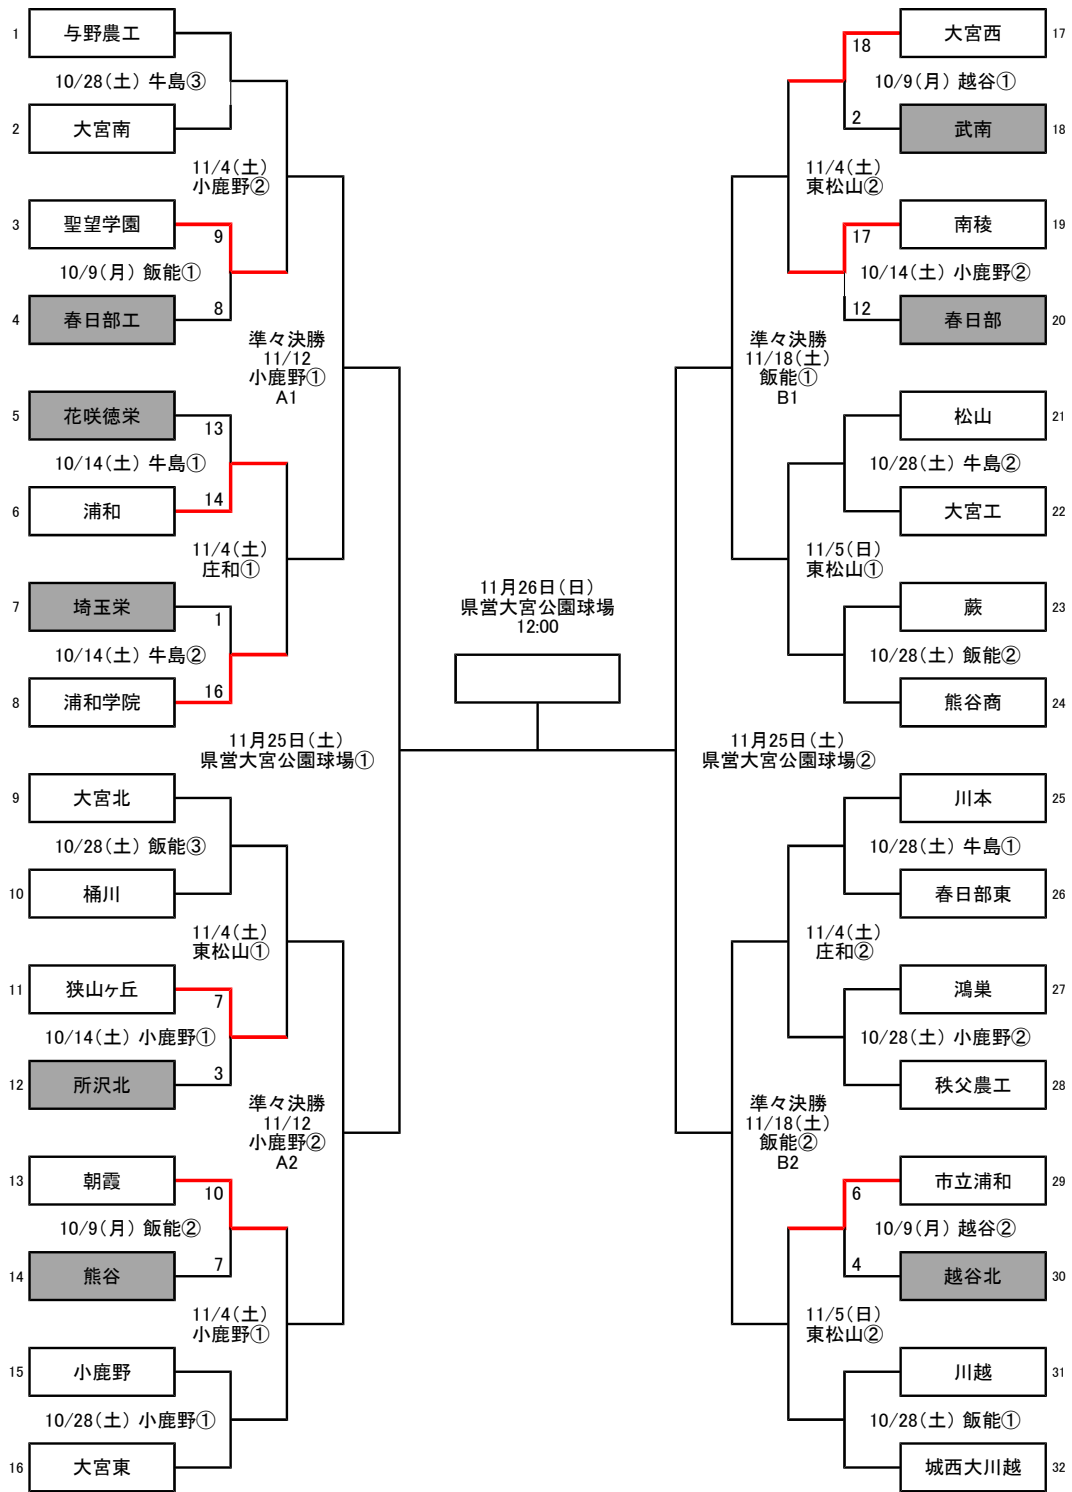 1 与野農工
10/28(土) 牛島③
2 大宮南
11/4(土)
小鹿野②
3 聖望学園 9
10/9(月) 飯能①
4 春日部工 8
準々決勝
11/12
小鹿野①
A1
5 花咲徳栄 13
10/14(土) 牛島①
6 浦和 14
11/4(土)
庄和①
7 埼玉栄 1
10/14(土) 牛島②
8 浦和学院 16
11月25日(土)
県営大宮公園球場①
9 大宮北
10/28(土) 飯能③
10 桶川
11/4(土)
東松山①
11 狭山ヶ丘 7
10/14(土) 小鹿野①
12 所沢北 3
準々決勝
11/12
小鹿野②
A2
13 朝霞 10
10/9(月) 飯能②
14 熊谷 7
11/4(土)
小鹿野①
15 小鹿野
10/28(土) 小鹿野①
16 大宮東
11月26日(日)
県営大宮公園球場
12:00
18 大宮西 17
10/9(月) 越谷①
2 武南 18
11/4(土)
東松山②
17 南稜 19
10/14(土) 小鹿野②
12 春日部 20
準々決勝
11/18(土)
飯能①
B1
松山 21
10/28(土) 牛島②
大宮工 22
11/5(日)
東松山①
蕨 23
10/28(土) 飯能②
熊谷商 24
11月25日(土)
県営大宮公園球場②
川本 25
10/28(土) 牛島①
春日部東 26
11/4(土)
庄和②
鴻巣 27
10/28(土) 小鹿野②
秩父農工 28
準々決勝
11/18(土)
飯能②
B2
6 市立浦和 29
10/9(月) 越谷②
4 越谷北 30
11/5(日)
東松山②
川越 31
10/28(土) 飯能①
城西大川越 32